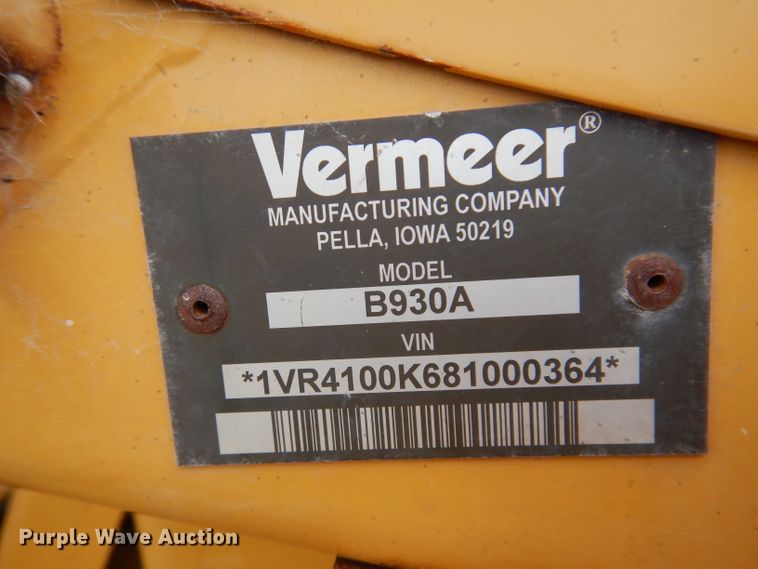 Vermeer®
MANUFACTURING COMPANY
PELLA, IOWA 50219
MODEL
B930A
VIN
*1VR4100K681000364*
Purple Wave Auction